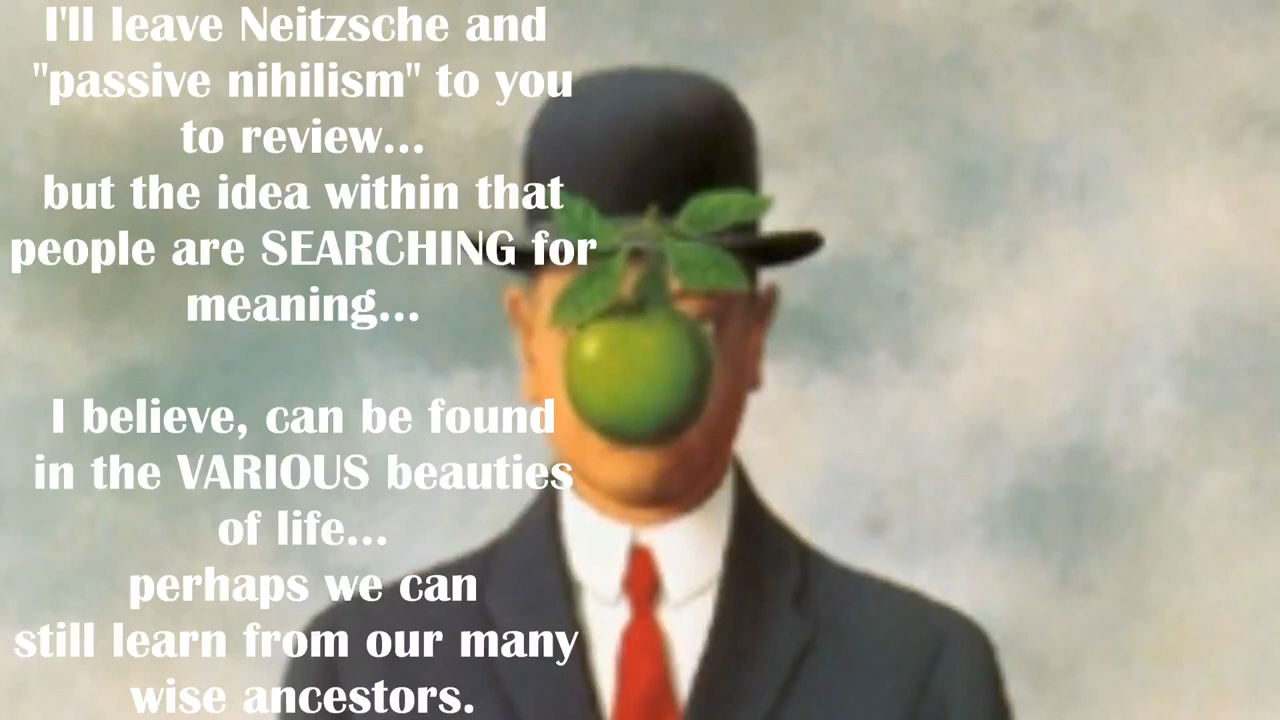 I'll leave Neitzsche and
"passive nihilism" to you
to review...
but the idea within that
people are SEARCHING for
meaning...
I believe, can be found
in the VARIOUS beauties
of life...
perhaps we can
still learn from our many
wise ancestors.